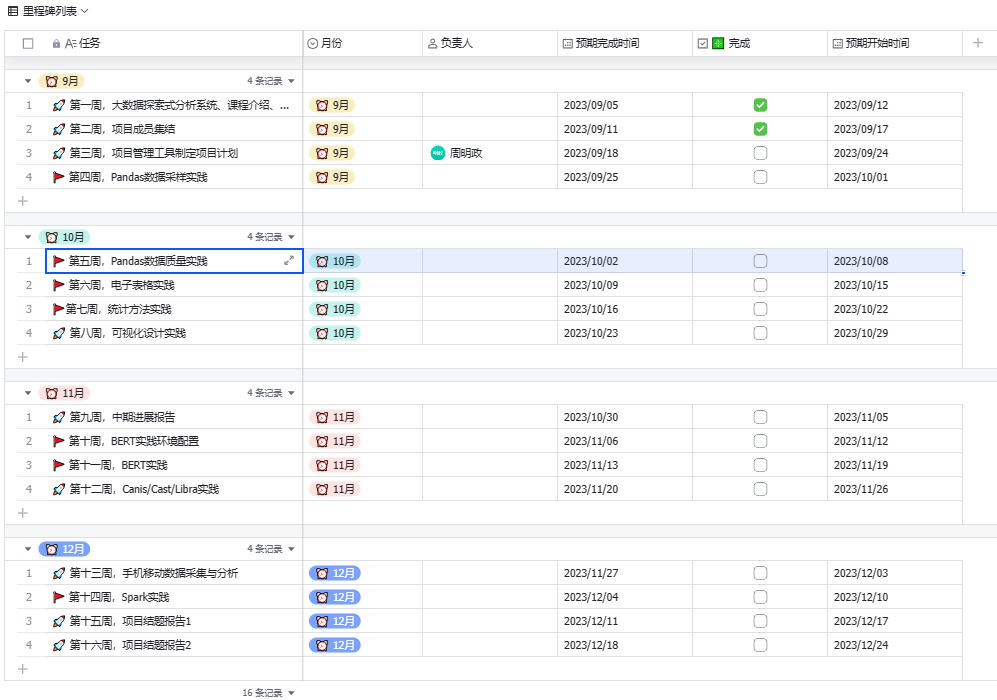 里程碑列表
任务 月份 负责人 预期完成时间 完成 预期开始时间
9月 4 条记录
1 第一周，大数据探索式分析系统、课程介绍、... 9月 2023/09/05 2023/09/12
2 第二周，项目成员集结 9月 2023/09/11 2023/09/17
3 第三周，项目管理工具制定项目计划 9月 周明政 2023/09/18 2023/09/24
4 第四周，Pandas数据采样实践 9月 2023/09/25 2023/10/01
10月 4 条记录
1 第五周，Pandas数据质量实践 10月 2023/10/02 2023/10/08
2 第六周，电子表格实践 10月 2023/10/09 2023/10/15
3 第七周，统计方法实践 10月 2023/10/16 2023/10/22
4 第八周，可视化设计实践 10月 2023/10/23 2023/10/29
11月 4 条记录
1 第九周，中期进展报告 11月 2023/10/30 2023/11/05
2 第十周，BERT实践环境配置 11月 2023/11/06 2023/11/12
3 第十一周，BERT实践 11月 2023/11/13 2023/11/19
4 第十二周，Canis/Cast/Libra实践 11月 2023/11/20 2023/11/26
12月 4 条记录
1 第十三周，手机移动数据采集与分析 12月 2023/11/27 2023/12/03
2 第十四周，Spark实践 12月 2023/12/04 2023/12/10
3 第十五周，项目结题报告1 12月 2023/12/11 2023/12/17
4 第十六周，项目结题报告2 12月 2023/12/18 2023/12/24
16 条记录